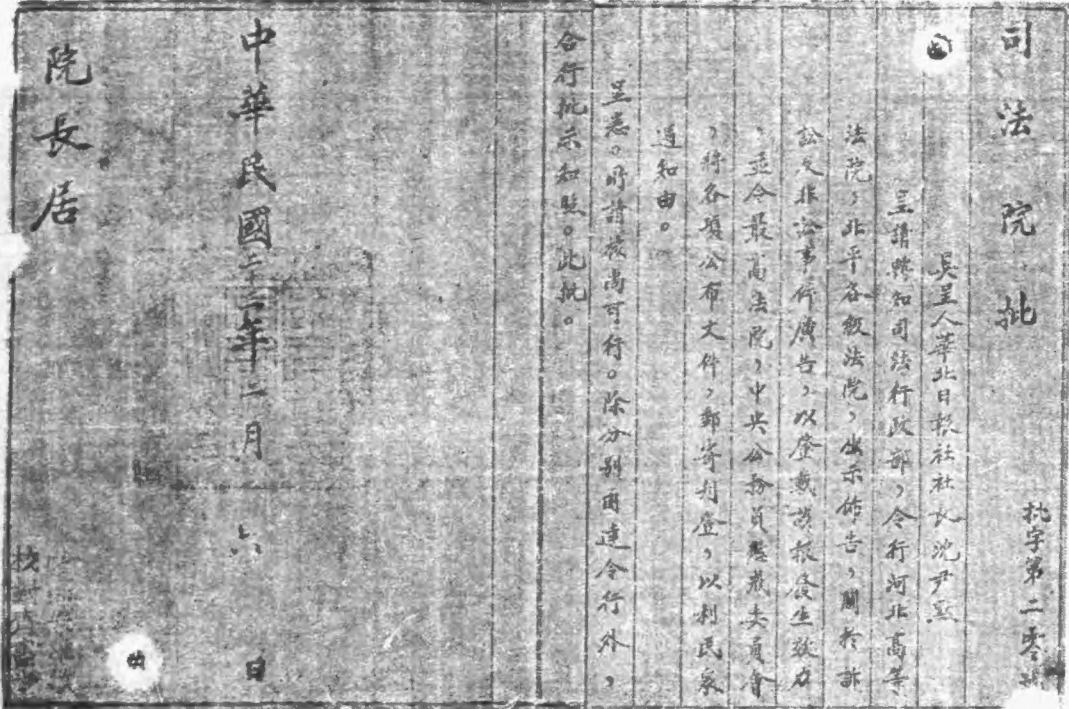 司法院批
批字第二零號
具呈人華北日報社社長沈尹默
呈請轉知司法行政部，令行河北高等
法院，北平各級法院，出示佈告，關於訴
訟及非訟事件廣告，以登載該報發生效力
，並令最高法院，中央公務員懲戒委員會
，將各項公布文件，郵寄刊登，以利民眾
週知由。
呈悉。所請核尚可行。除分別函達令行外，
合行批示知照。此批。
中華民國二十二年二月六日
院長居
校對